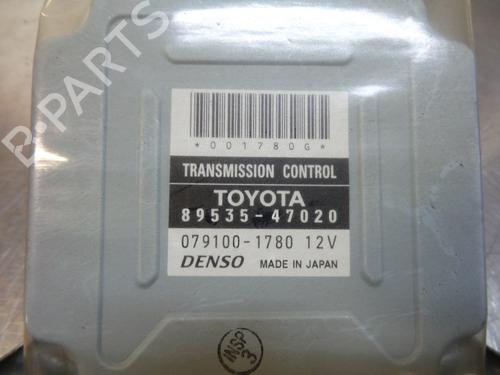 B-PARTS
*001780G*
TRANSMISSION CONTROL
TOYOTA
89535-47020
079100-1780 12V
DENSO MADE IN JAPAN
INSP
3